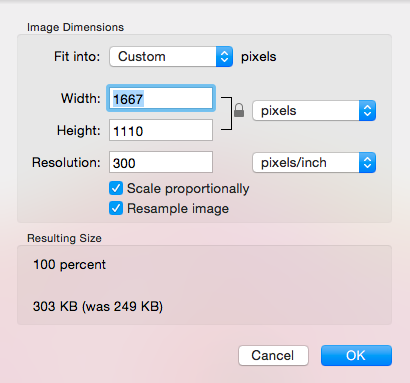 Image Dimensions
Fit into: Custom pixels
Width: 1667
pixels
Height: 1110
Resolution: 300 pixels/inch
Scale proportionally
Resample image
Resulting Size
100 percent
303 KB (was 249 KB)
Cancel OK